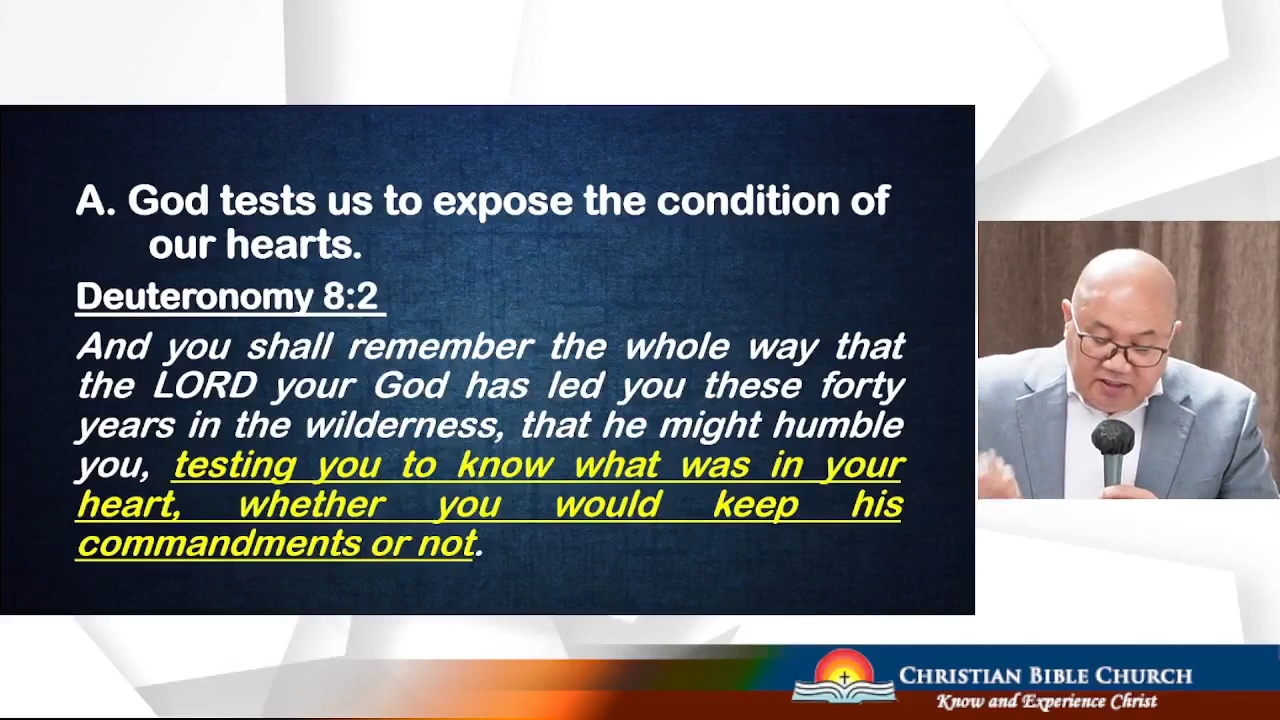 A. God tests us to expose the condition of
our hearts.
Deuteronomy 8:2
And you shall remember the whole way that
the LORD your God has led you these forty
years in the wilderness, that he might humble
you, testing you to know what was in your
heart, whether you would keep his
commandments or not.
CHRISTIAN BIBLE CHURCH
Know and Experience Christ